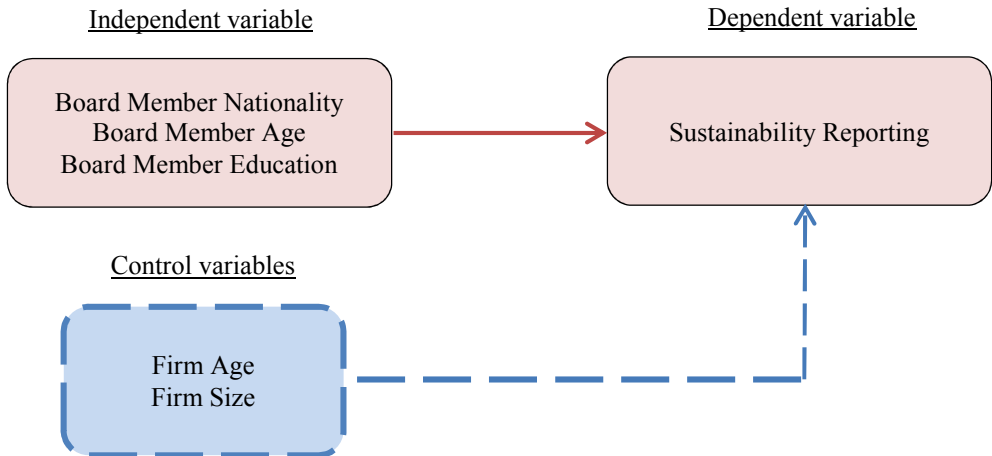 Independent variable
Dependent variable
Board Member Nationality
Board Member Age
Board Member Education
Sustainability Reporting
Control variables
Firm Age
Firm Size